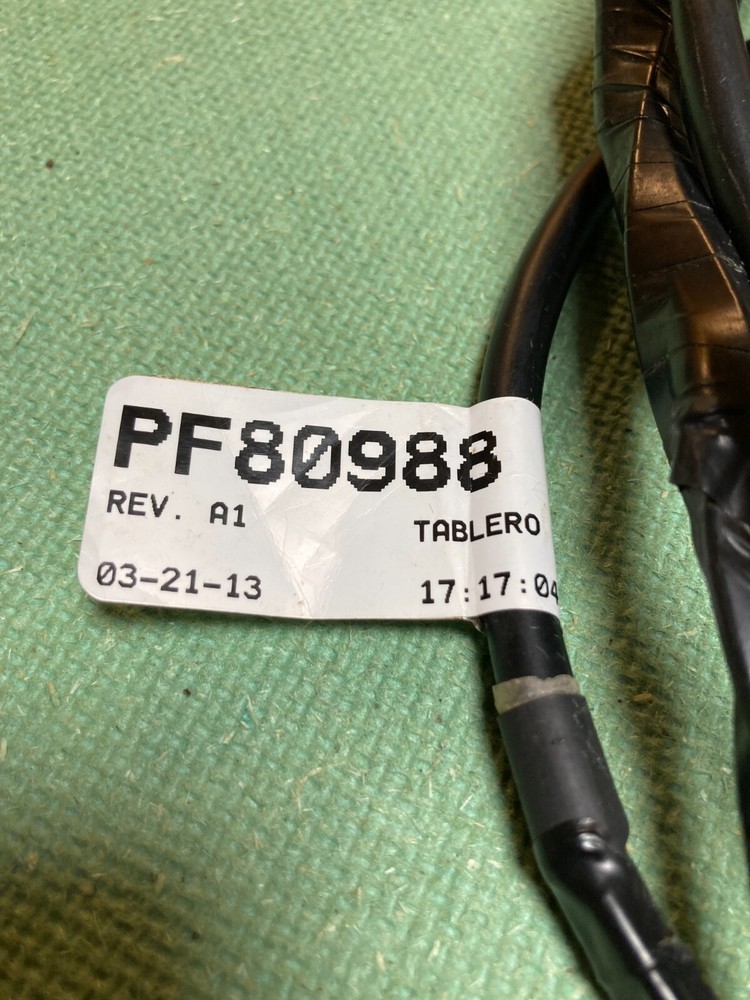 PF80988
REV. A1
TABLERO
03-21-13
17:17:04